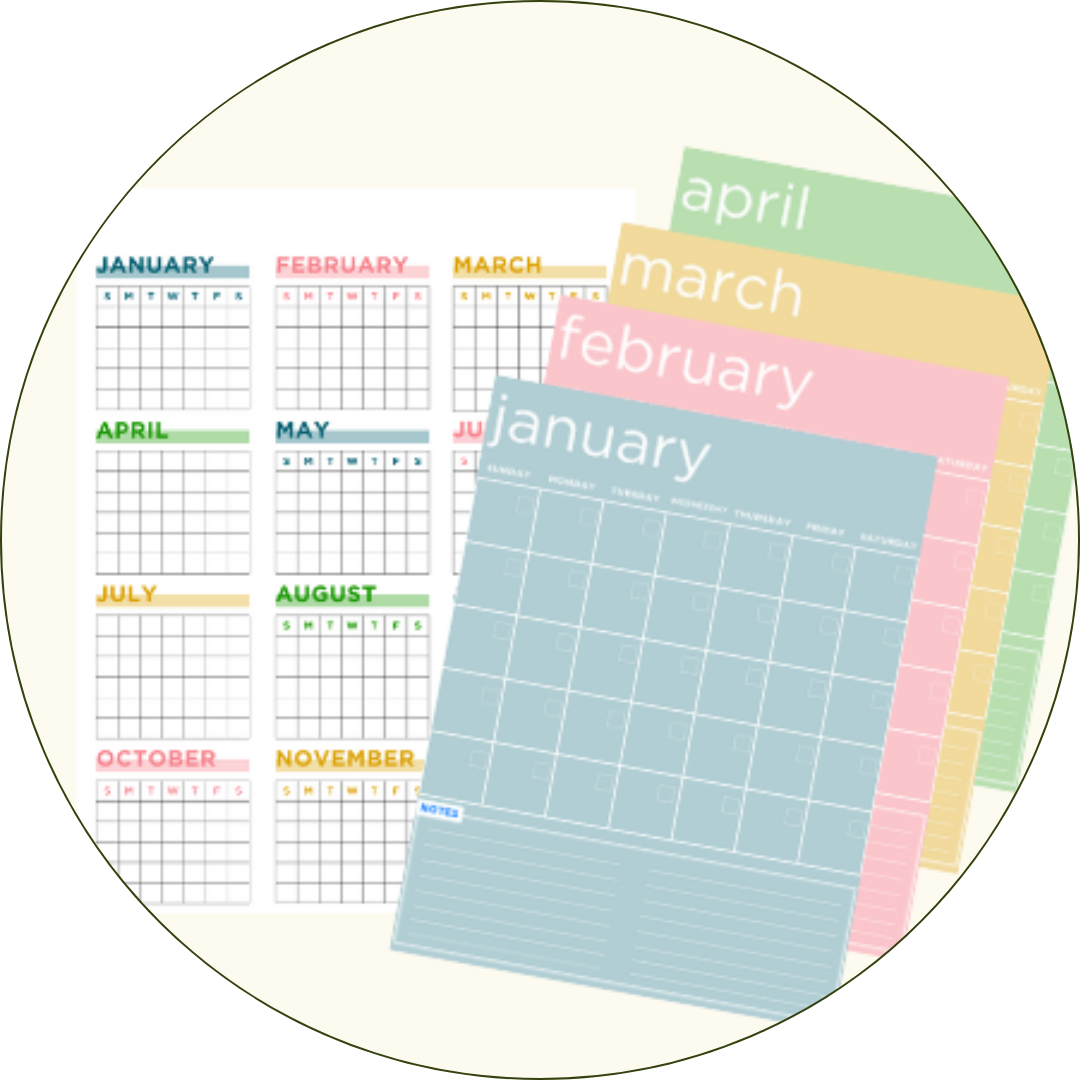 april
march
february
january
SUNDAY MONDAY TUESDAY WEDNESDAY THURSDAY FRIDAY SATURDAY
NOTES
JANUARY FEBRUARY MARCH
S M T W T F S S M T W T F S S M T W T F S
APRIL MAY JU
S M T W T F S S
JULY AUGUST
S M T W T F S
OCTOBER NOVEMBER
S M T W T F S S M T W T F S